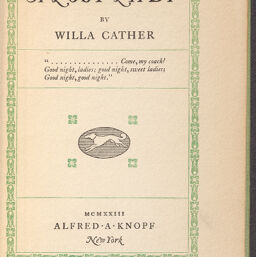 BY
WILLA CATHER
“ . . . . . . . . . . . . . . . Come, my coach!
Good night, ladies: good night, sweet ladies:
Good night, good night.”
MCMXXIII
ALFRED · A · KNOPF
New York